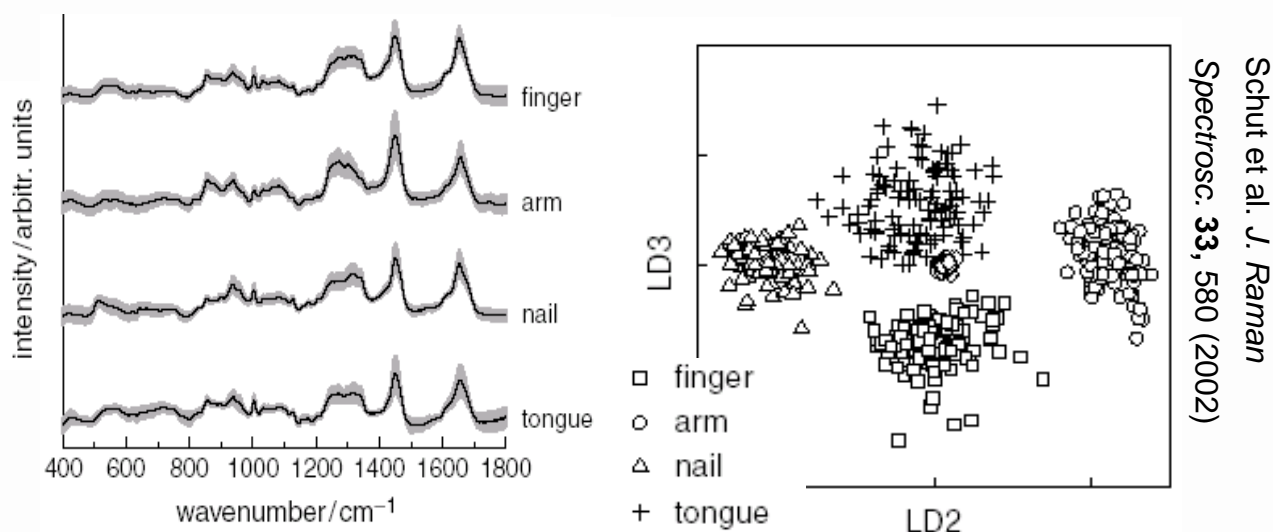 intensity/arbitr. units
finger
arm
nail
tongue
400 600 800 1000 1200 1400 1600 1800
wavenumber/cm⁻¹
LD3
□ finger
○ arm
△ nail
+ tongue
LD2
Schut et al. J. Raman
Spectrosc. 33, 580 (2002)